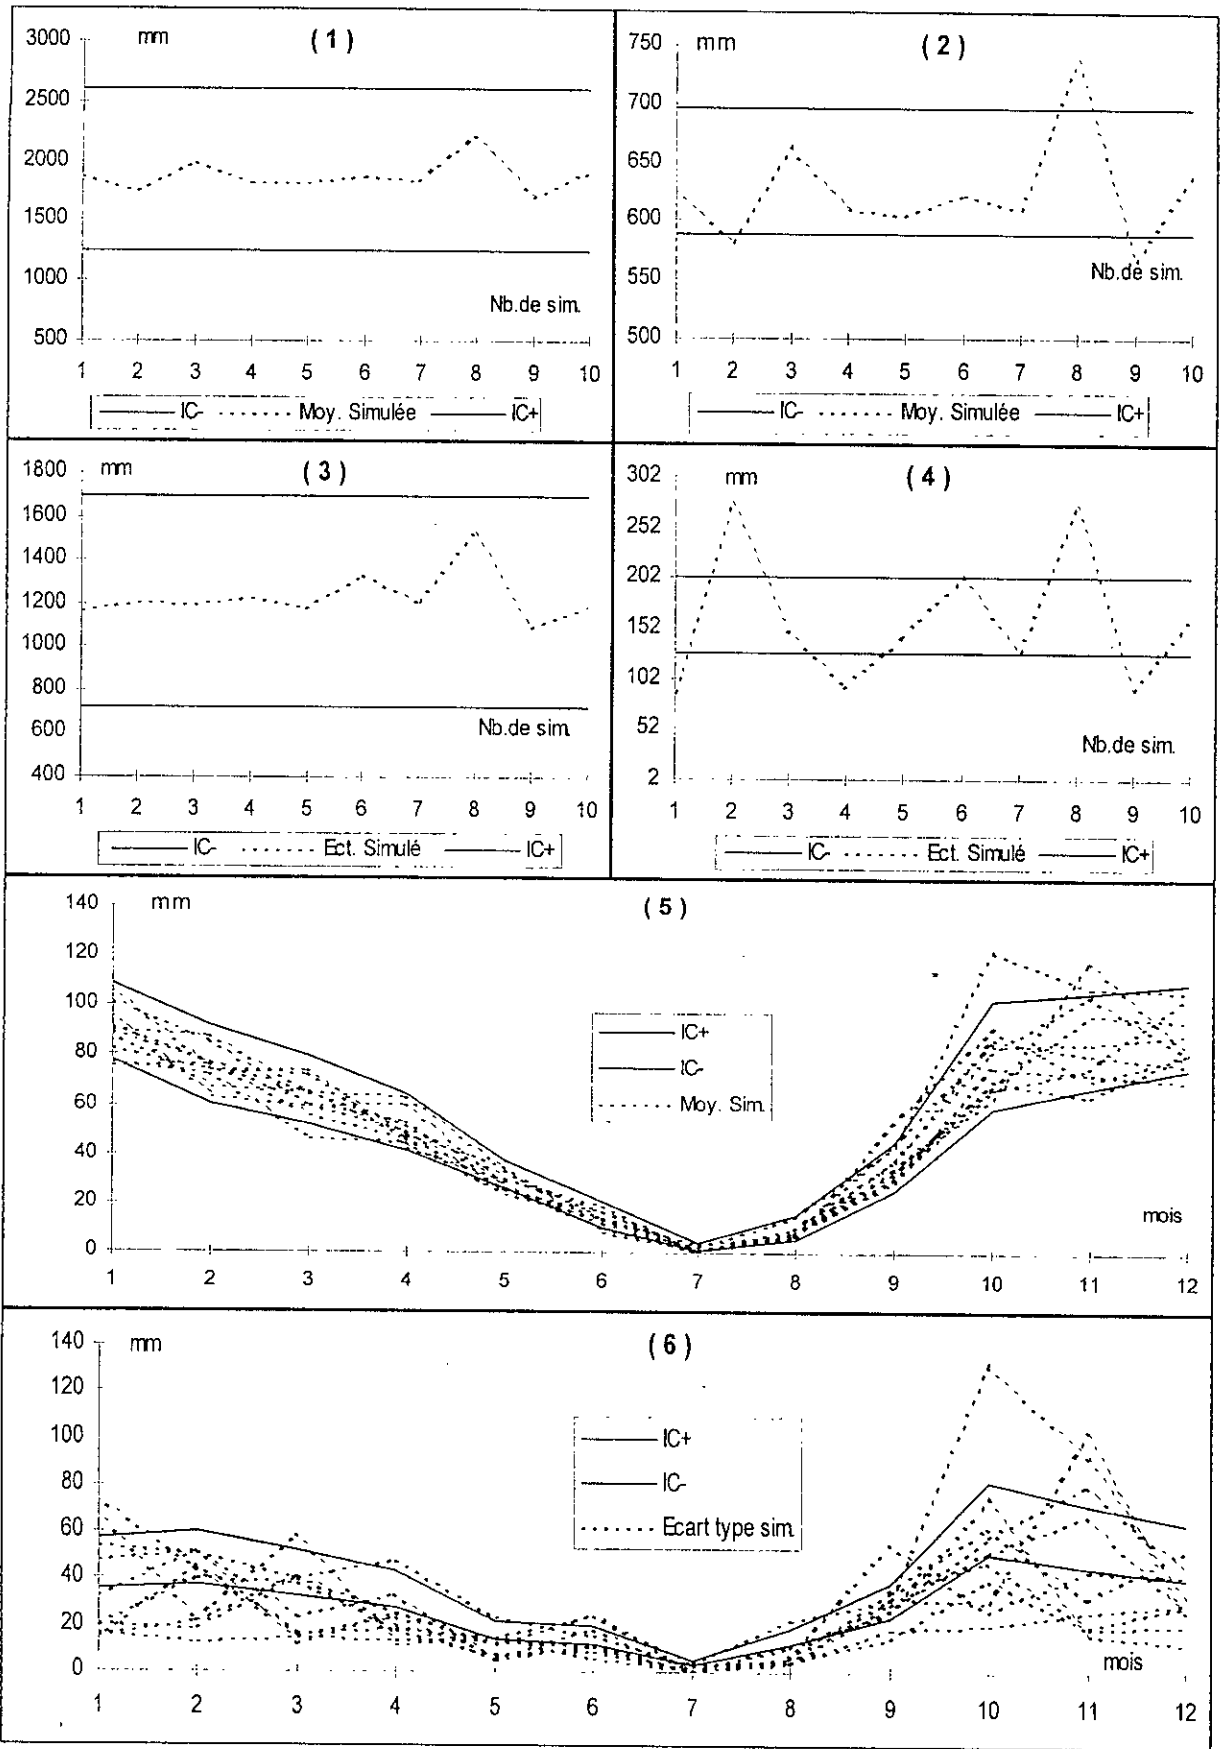 mm ( 1 )
3000
2500
2000
1500
1000
500
Nb.de sim.
1 2 3 4 5 6 7 8 9 10
IC- Moy. Simulée IC+
mm ( 2 )
750
700
650
600
550
500
Nb.de sim.
1 2 3 4 5 6 7 8 9 10
IC- Moy. Simulée IC+
mm ( 3 )
1800
1600
1400
1200
1000
800
600
400
Nb.de sim.
1 2 3 4 5 6 7 8 9 10
IC- Ect. Simulé IC+
mm ( 4 )
302
252
202
152
102
52
2
Nb.de sim.
1 2 3 4 5 6 7 8 9 10
IC- Ect. Simulé IC+
mm ( 5 )
140
120
100
80
60
40
20
0
IC+
IC-
Moy. Sim.
mois
1 2 3 4 5 6 7 8 9 10 11 12
mm ( 6 )
140
120
100
80
60
40
20
0
IC+
IC-
Ecart type sim.
mois
1 2 3 4 5 6 7 8 9 10 11 12